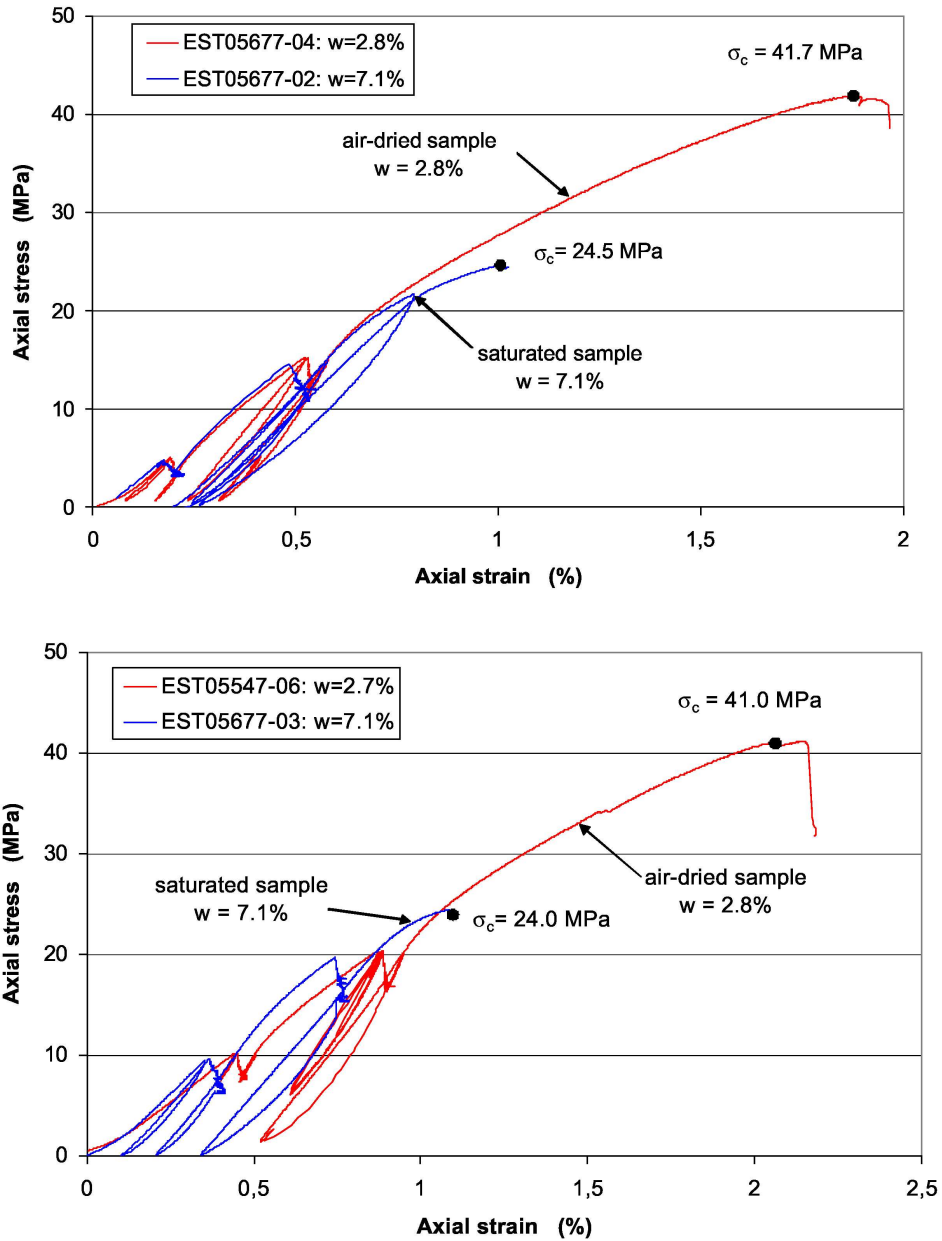 50
EST05677-04: w=2.8%
EST05677-02: w=7.1%
σc = 41.7 MPa
40
air-dried sample
w = 2.8%
30
σc= 24.5 MPa
20
saturated sample
w = 7.1%
10
0
Axial stress (MPa)
0 0,5 1 1,5 2
Axial strain (%)
50
EST05547-06: w=2.7%
EST05677-03: w=7.1%
σc = 41.0 MPa
40
30
saturated sample
w = 7.1%
air-dried sample
w = 2.8%
σc= 24.0 MPa
20
10
0
Axial stress (MPa)
0 0,5 1 1,5 2 2,5
Axial strain (%)